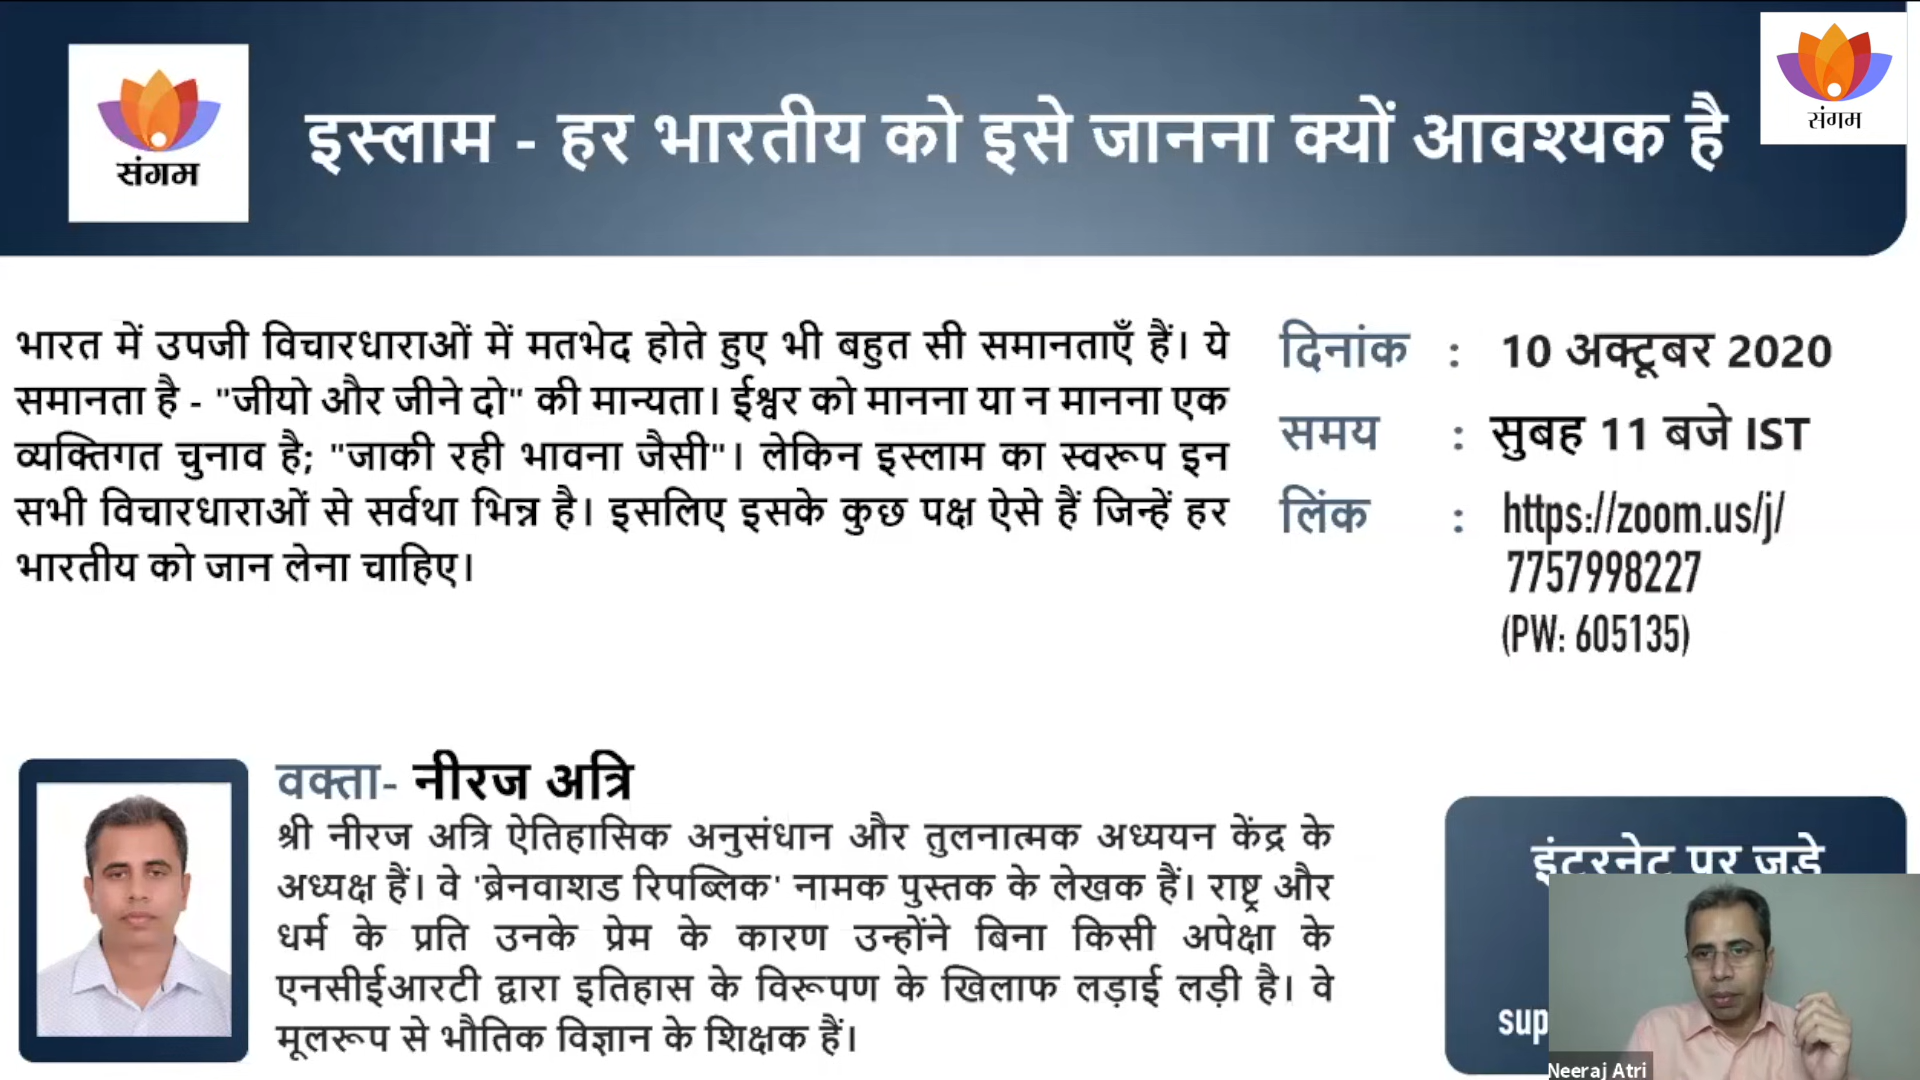 संगम
इस्लाम - हर भारतीय को इसे जानना क्यों आवश्यक है
संगम
भारत में उपजी विचारधाराओं में मतभेद होते हुए भी बहुत सी समानताएँ हैं। ये
समानता है - "जीयो और जीने दो" की मान्यता। ईश्वर को मानना या न मानना एक
व्यक्तिगत चुनाव है; "जाकी रही भावना जैसी"। लेकिन इस्लाम का स्वरूप इन
सभी विचारधाराओं से सर्वथा भिन्न है। इसलिए इसके कुछ पक्ष ऐसे हैं जिन्हें हर
भारतीय को जान लेना चाहिए।
दिनांक : 10 अक्टूबर 2020
समय : सुबह 11 बजे IST
लिंक : https://zoom.us/j/
7757998227
(PW: 605135)
वक्ता- नीरज अत्रि
श्री नीरज अत्रि ऐतिहासिक अनुसंधान और तुलनात्मक अध्ययन केंद्र के
अध्यक्ष हैं। वे 'ब्रेनवाशड रिपब्लिक' नामक पुस्तक के लेखक हैं। राष्ट्र और
धर्म के प्रति उनके प्रेम के कारण उन्होंने बिना किसी अपेक्षा के
एनसीईआरटी द्वारा इतिहास के विरूपण के खिलाफ लड़ाई लड़ी है। वे
मूलरूप से भौतिक विज्ञान के शिक्षक हैं।
इंटरनेट पर जुड़े
sup
Neeraj Atri